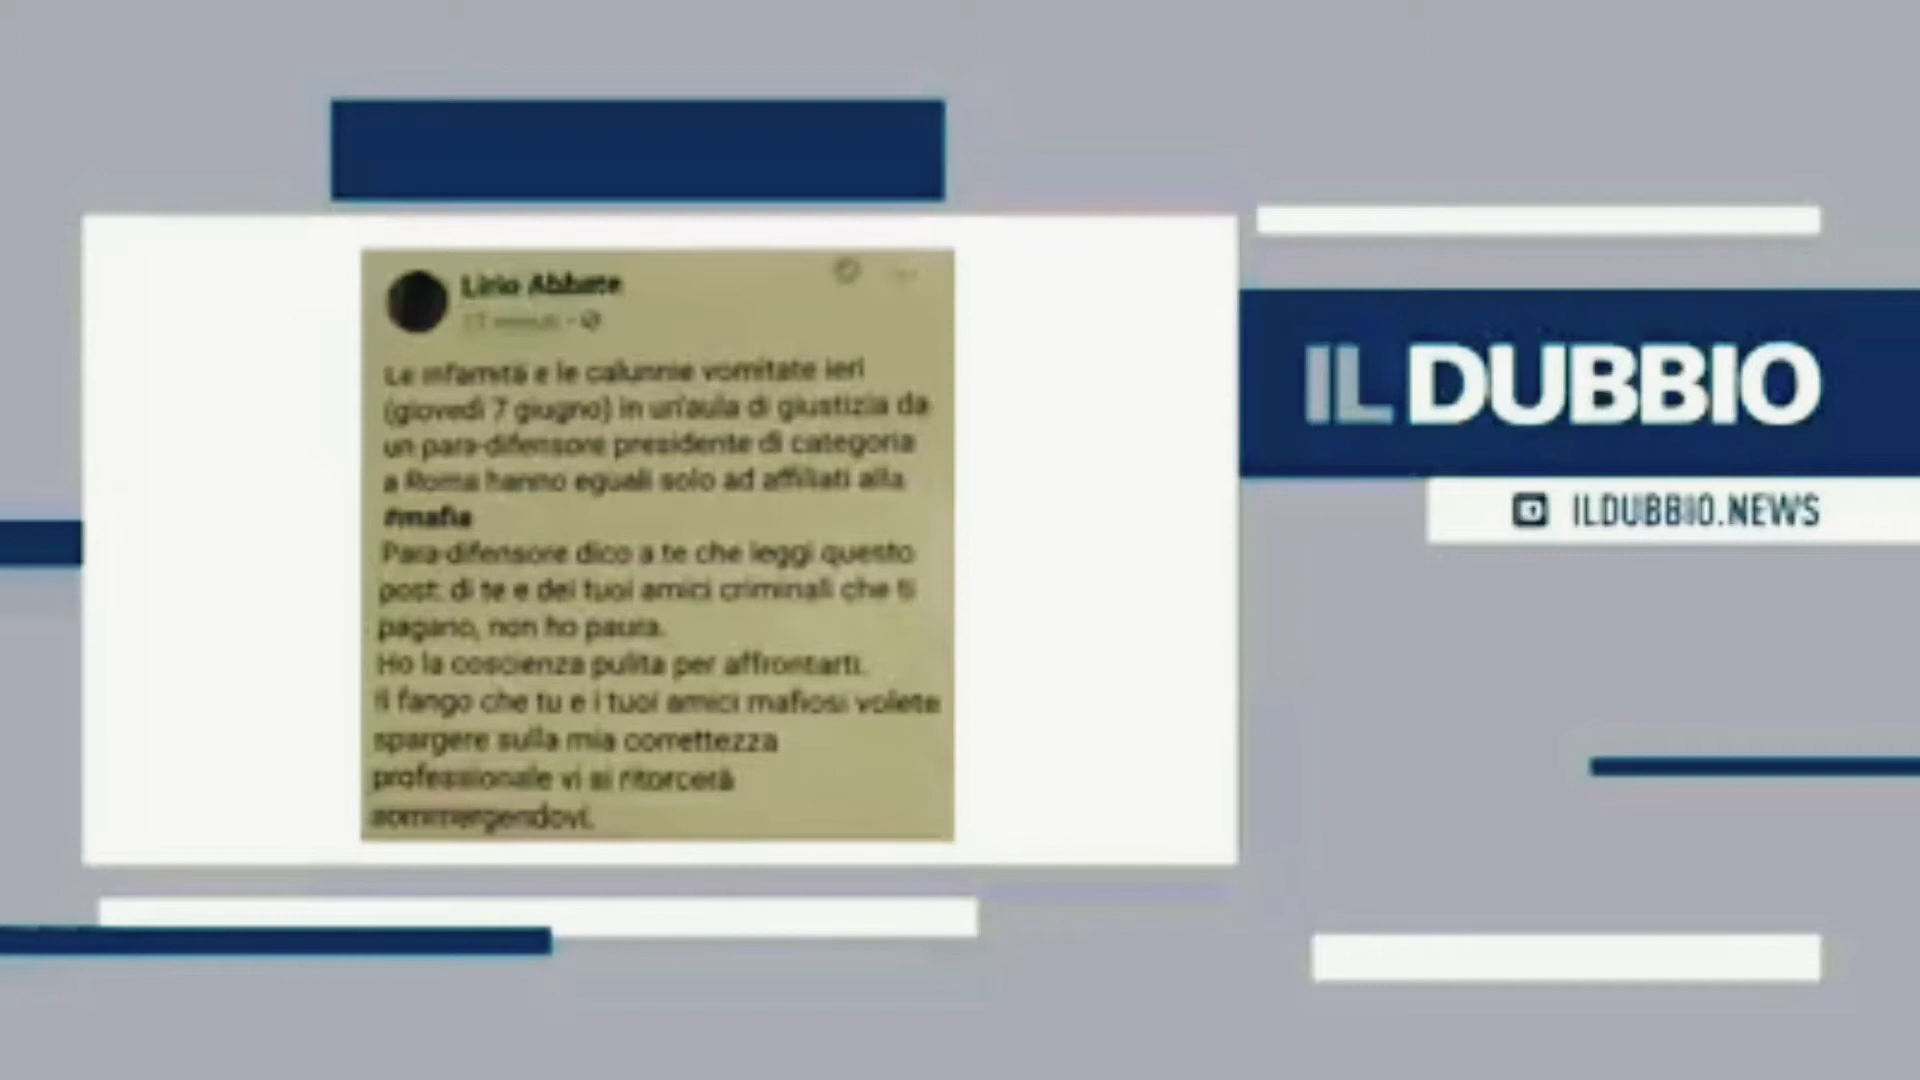 Lirio Abbate
Le infamità e le calunnie vomitate ieri
(giovedì 7 giugno) in un'aula di giustizia da
un para-difensore presidente di categoria
a Roma hanno eguali solo ad affiliati alla
#mafia
Para-difensore dico a te che leggi questo
post: di te e dei tuoi amici criminali che ti
pagano, non ho paura.
Ho la coscienza pulita per affrontarti.
Il fango che tu e i tuoi amici mafiosi volete
spargere sulla mia correttezza
professionale vi si ritorcerà
sommergendovi.
IL DUBBIO
ILDUBBIO.NEWS